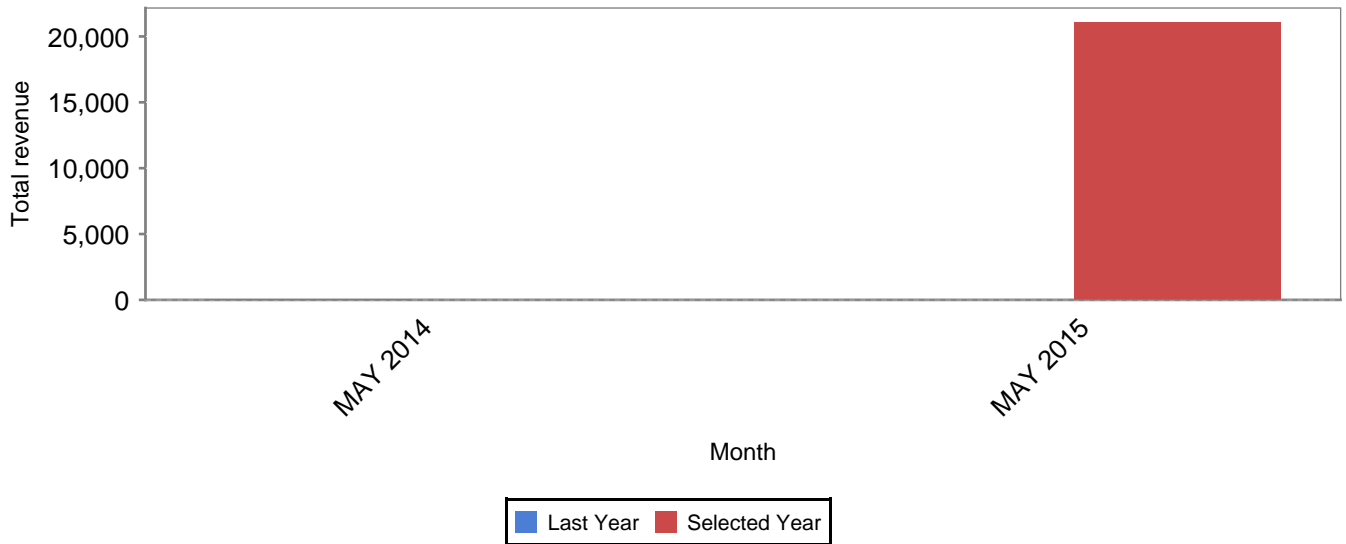 Total revenue
20,000
15,000
10,000
5,000
0
MAY 2014
MAY 2015
Month
Last Year
Selected Year